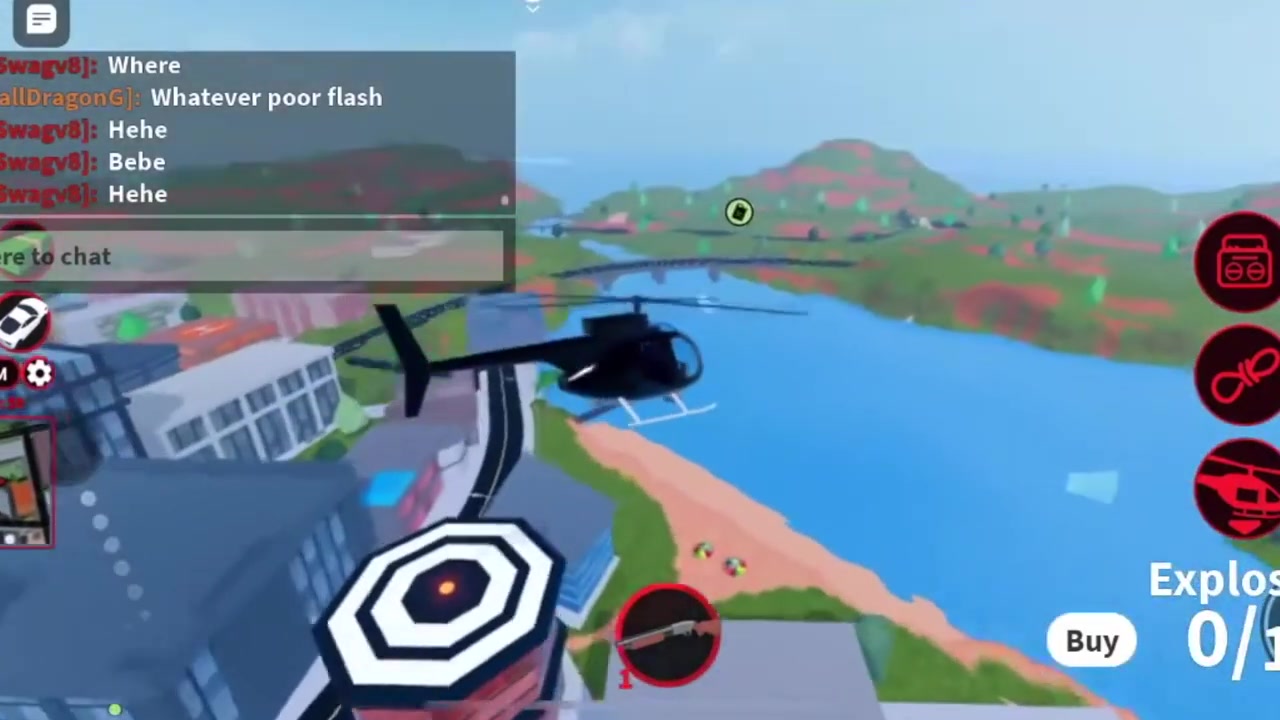 Swagv8]: Where
allDragonG]: Whatever poor flash
Swagv8]: Hehe
Swagv8]: Bebe
Swagv8]: Hehe
ere to chat
M
1
Explos
Buy
0/1